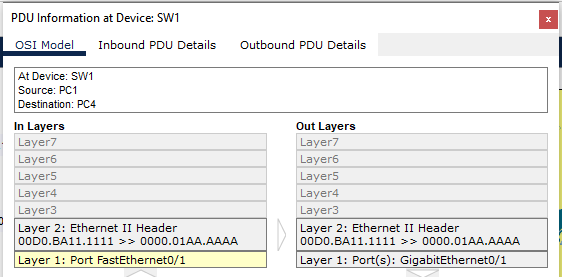 PDU Information at Device: SW1
x
OSI Model Inbound PDU Details Outbound PDU Details
At Device: SW1
Source: PC1
Destination: PC4
In Layers
Layer7
Layer6
Layer5
Layer4
Layer3
Layer 2: Ethernet II Header
00D0.BA11.1111 >> 0000.01AA.AAAA
Layer 1: Port FastEthernet0/1
Out Layers
Layer7
Layer6
Layer5
Layer4
Layer3
Layer 2: Ethernet II Header
00D0.BA11.1111 >> 0000.01AA.AAAA
Layer 1: Port(s): GigabitEthernet0/1